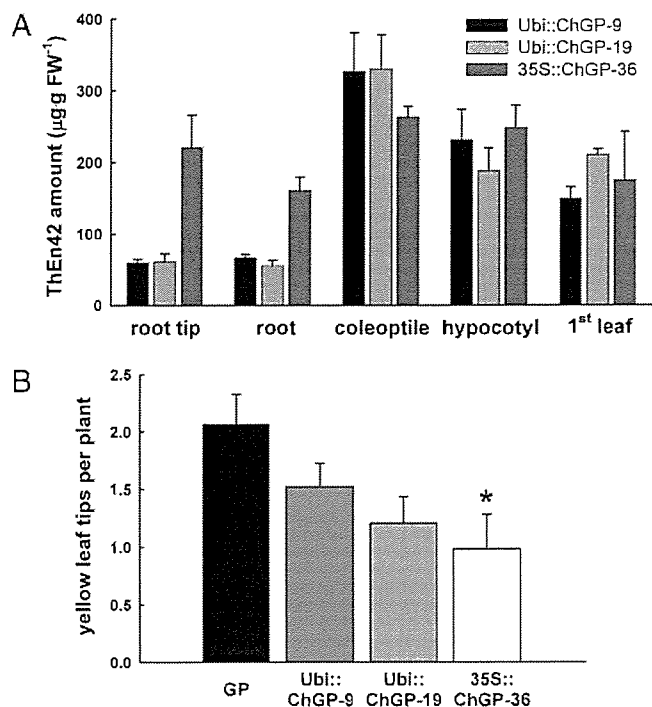 A
Ubi::ChGP-9
Ubi::ChGP-19
35S::ChGP-36
ThEn42 amount (µg·g FW⁻¹)
400
300
200
100
0
root tip root coleoptile hypocotyl 1st leaf
B
yellow leaf tips per plant
2.5
2.0
1.5
1.0
0.5
0.0
*
GP Ubi:: Ubi:: 35S::
ChGP-9 ChGP-19 ChGP-36